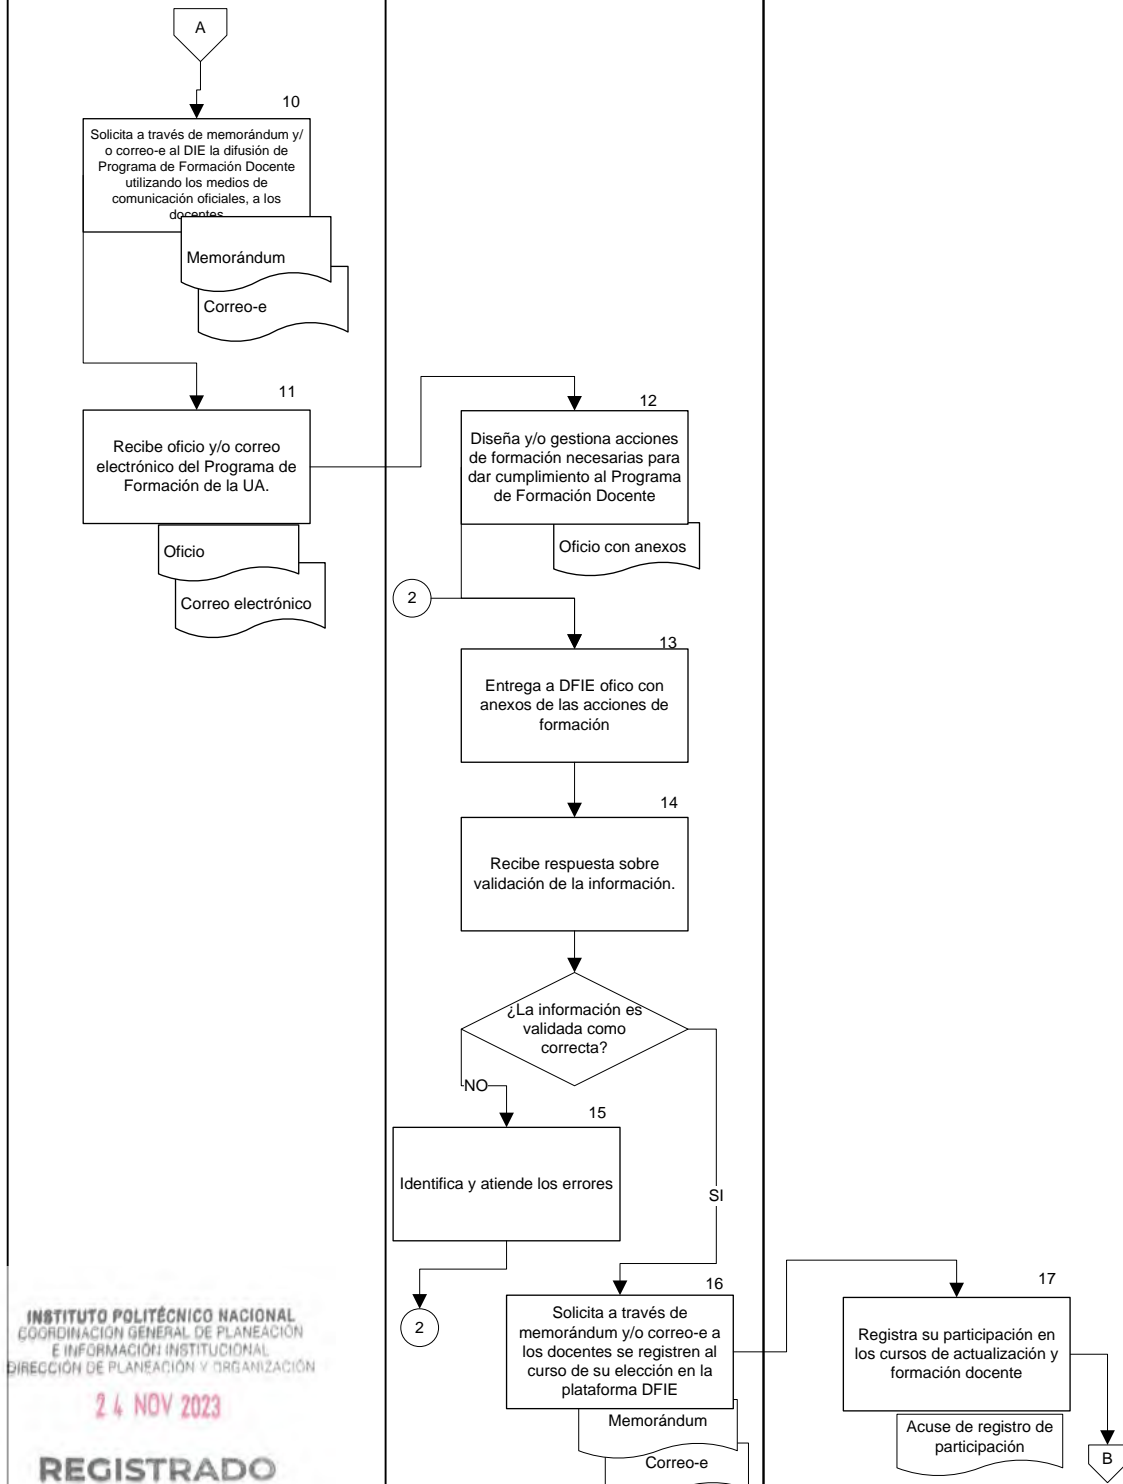 A
10
Solicita a través de memorándum y/
o correo-e al DIE la difusión de
Programa de Formación Docente
utilizando los medios de
comunicación oficiales, a los
docentes
Memorándum
Correo-e
11
Recibe oficio y/o correo
electrónico del Programa de
Formación de la UA.
Oficio
Correo electrónico
12
Diseña y/o gestiona acciones
de formación necesarias para
dar cumplimiento al Programa
de Formación Docente
Oficio con anexos
2
13
Entrega a DFIE ofico con
anexos de las acciones de
formación
14
Recibe respuesta sobre
validación de la información.
¿La información es
validada como
correcta?
NO
SI
15
Identifica y atiende los errores
2
16
Solicita a través de
memorándum y/o correo-e a
los docentes se registren al
curso de su elección en la
plataforma DFIE
Memorándum
Correo-e
17
Registra su participación en
los cursos de actualización y
formación docente
Acuse de registro de
participación
B
INSTITUTO POLITÉCNICO NACIONAL
COORDINACIÓN GENERAL DE PLANEACIÓN
E INFORMACIÓN INSTITUCIONAL
DIRECCIÓN DE PLANEACIÓN Y ORGANIZACIÓN
24 NOV 2023
REGISTRADO